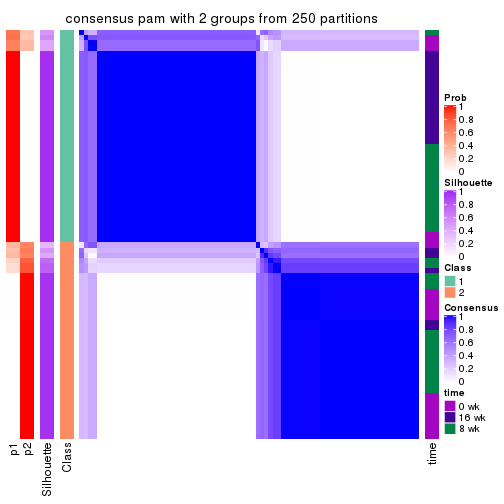 consensus pam with 2 groups from 250 partitions
Prob
1
0.8
0.6
0.4
0.2
0
Silhouette
1
0.8
0.6
0.4
0.2
0
Class
1
2
Consensus
1
0.8
0.6
0.4
0.2
0
time
0 wk
16 wk
8 wk
p1
p2
Silhouette
Class
time